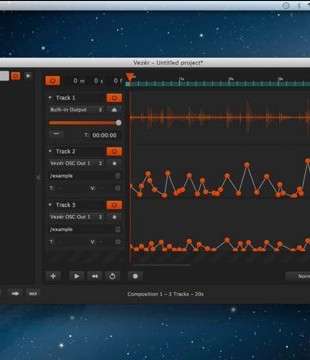 Vezér – Untitled project*
0 m 0 s 0 f
Track 1
Built-in Output
T: 00:00:00
Track 2
Vezér OSC Out 1
/example
T: - V: -
Track 3
Vezér OSC Out 1
/example
T: - V: -
Norm
Composition 1 – 3 Tracks – 20s